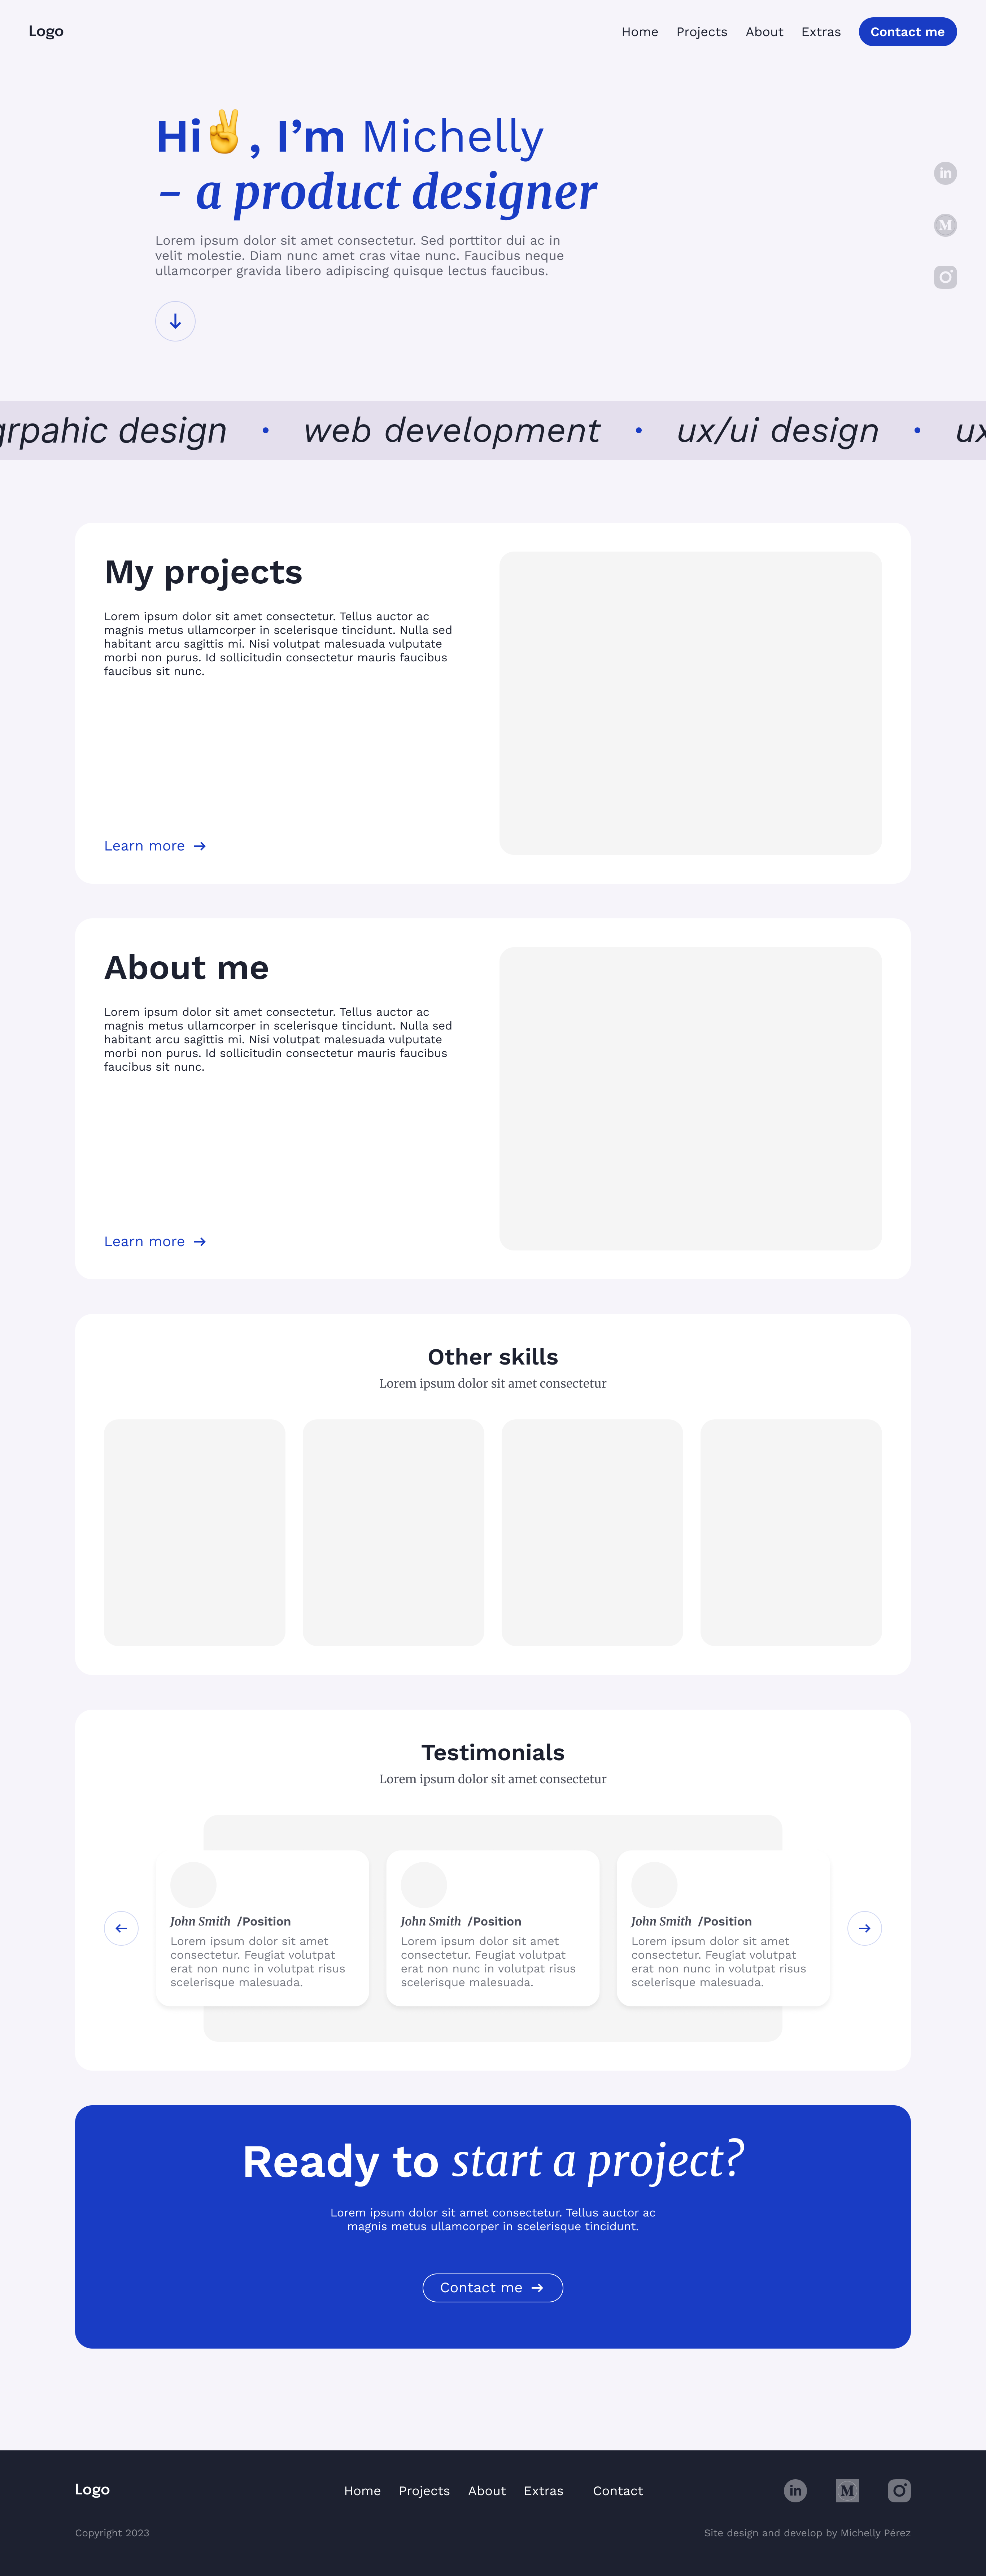 Logo
Home Projects About Extras Contact me
Hi✌️, I’m Michelly
– a product designer
Lorem ipsum dolor sit amet consectetur. Sed porttitor dui ac in
velit molestie. Diam nunc amet cras vitae nunc. Faucibus neque
ullamcorper gravida libero adipiscing quisque lectus faucibus.
in
M
grpahic design • web development • ux/ui design • ux
My projects
Lorem ipsum dolor sit amet consectetur. Tellus auctor ac
magnis metus ullamcorper in scelerisque tincidunt. Nulla sed
habitant arcu sagittis mi. Nisi volutpat malesuada vulputate
morbi non purus. Id sollicitudin consectetur mauris faucibus
faucibus sit nunc.
Learn more →
About me
Lorem ipsum dolor sit amet consectetur. Tellus auctor ac
magnis metus ullamcorper in scelerisque tincidunt. Nulla sed
habitant arcu sagittis mi. Nisi volutpat malesuada vulputate
morbi non purus. Id sollicitudin consectetur mauris faucibus
faucibus sit nunc.
Learn more →
Other skills
Lorem ipsum dolor sit amet consectetur
Testimonials
Lorem ipsum dolor sit amet consectetur
John Smith /Position
Lorem ipsum dolor sit amet
consectetur. Feugiat volutpat
erat non nunc in volutpat risus
scelerisque malesuada.
John Smith /Position
Lorem ipsum dolor sit amet
consectetur. Feugiat volutpat
erat non nunc in volutpat risus
scelerisque malesuada.
John Smith /Position
Lorem ipsum dolor sit amet
consectetur. Feugiat volutpat
erat non nunc in volutpat risus
scelerisque malesuada.
Ready to start a project?
Lorem ipsum dolor sit amet consectetur. Tellus auctor ac
magnis metus ullamcorper in scelerisque tincidunt.
Contact me →
Logo
Home Projects About Extras Contact
in M
Copyright 2023
Site design and develop by Michelly Pérez